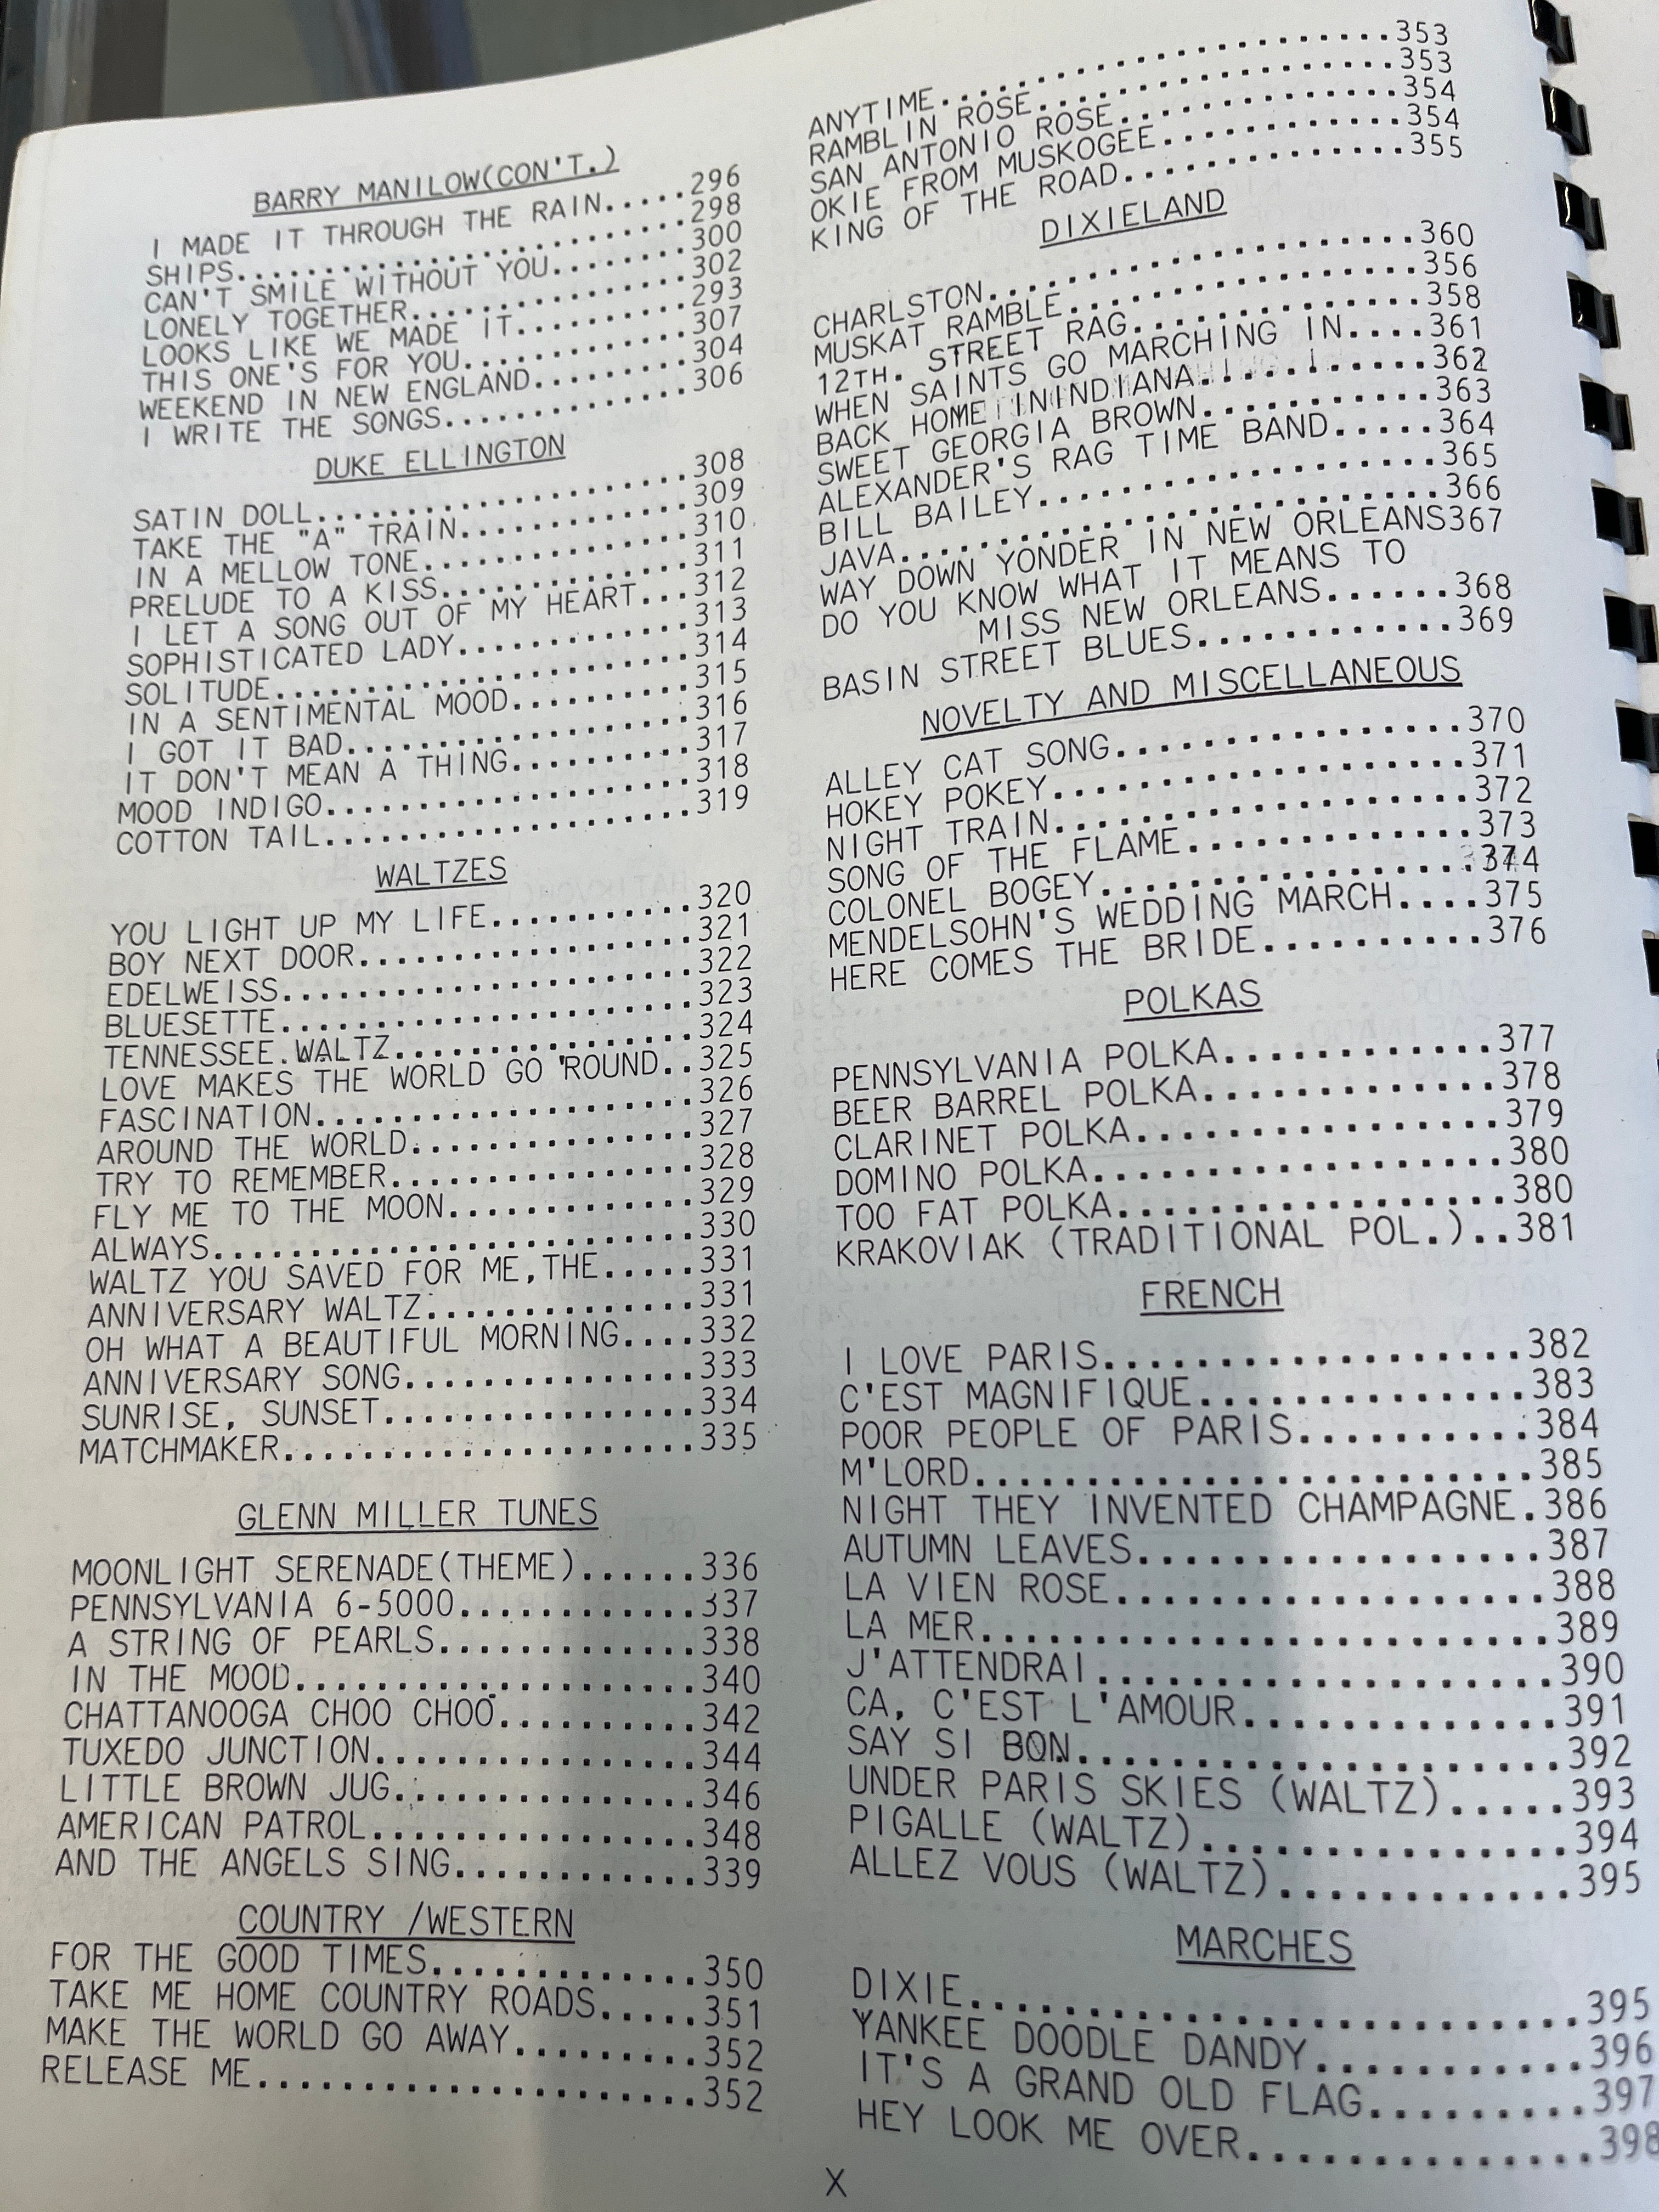 BARRY MANILOW(CON'T.)
I MADE IT THROUGH THE RAIN.....296
SHIPS..........................298
CAN'T SMILE WITHOUT YOU........300
LONELY TOGETHER................302
LOOKS LIKE WE MADE IT..........293
THIS ONE'S FOR YOU.............307
WEEKEND IN NEW ENGLAND.........304
I WRITE THE SONGS..............306
DUKE ELLINGTON
SATIN DOLL.....................308
TAKE THE "A" TRAIN.............309
IN A MELLOW TONE...............310
PRELUDE TO A KISS..............311
I LET A SONG OUT OF MY HEART...312
SOPHISTICATED LADY.............313
SOLITUDE.......................314
IN A SENTIMENTAL MOOD..........315
I GOT IT BAD...................316
IT DON'T MEAN A THING..........317
MOOD INDIGO....................318
COTTON TAIL....................319
WALTZES
YOU LIGHT UP MY LIFE...........320
BOY NEXT DOOR..................321
EDELWEISS......................322
BLUESETTE......................323
TENNESSEE WALTZ................324
LOVE MAKES THE WORLD GO 'ROUND..325
FASCINATION....................326
AROUND THE WORLD...............327
TRY TO REMEMBER................328
FLY ME TO THE MOON.............329
ALWAYS.........................330
WALTZ YOU SAVED FOR ME,THE.....331
ANNIVERSARY WALTZ..............331
OH WHAT A BEAUTIFUL MORNING....332
ANNIVERSARY SONG...............333
SUNRISE, SUNSET................334
MATCHMAKER.....................335
GLENN MILLER TUNES
MOONLIGHT SERENADE(THEME)......336
PENNSYLVANIA 6-5000............337
A STRING OF PEARLS.............338
IN THE MOOD....................340
CHATTANOOGA CHOO CHOO..........342
TUXEDO JUNCTION................344
LITTLE BROWN JUG...............346
AMERICAN PATROL................348
AND THE ANGELS SING............339
COUNTRY /WESTERN
FOR THE GOOD TIMES.............350
TAKE ME HOME COUNTRY ROADS.....351
MAKE THE WORLD GO AWAY.........352
RELEASE ME.....................352
ANYTIME........................353
RAMBLIN ROSE...................353
SAN ANTONIO ROSE...............354
OKIE FROM MUSKOGEE.............354
KING OF THE ROAD...............355
DIXIELAND
CHARLSTON......................360
MUSKAT RAMBLE..................356
12TH. STREET RAG...............358
WHEN SAINTS GO MARCHING IN....361
BACK HOME IN INDIANA...........362
SWEET GEORGIA BROWN............363
ALEXANDER'S RAG TIME BAND.....364
BILL BAILEY....................365
JAVA...........................366
WAY DOWN YONDER IN NEW ORLEANS367
DO YOU KNOW WHAT IT MEANS TO
MISS NEW ORLEANS......368
BASIN STREET BLUES.............369
NOVELTY AND MISCELLANEOUS
ALLEY CAT SONG.................370
HOKEY POKEY....................371
NIGHT TRAIN....................372
SONG OF THE FLAME..............373
COLONEL BOGEY..................374
MENDELSOHN'S WEDDING MARCH....375
HERE COMES THE BRIDE...........376
POLKAS
PENNSYLVANIA POLKA.............377
BEER BARREL POLKA..............378
CLARINET POLKA.................379
DOMINO POLKA...................380
TOO FAT POLKA..................380
KRAKOVIAK (TRADITIONAL POL.)..381
FRENCH
I LOVE PARIS...................382
C'EST MAGNIFIQUE...............383
POOR PEOPLE OF PARIS..........384
M'LORD.........................385
NIGHT THEY INVENTED CHAMPAGNE.386
AUTUMN LEAVES..................387
LA VIEN ROSE...................388
LA MER.........................389
J'ATTENDRAI....................390
CA, C'EST L'AMOUR..............391
SAY SI BON.....................392
UNDER PARIS SKIES (WALTZ).....393
PIGALLE (WALTZ)................394
ALLEZ VOUS (WALTZ).............395
MARCHES
DIXIE..........................395
YANKEE DOODLE DANDY............396
IT'S A GRAND OLD FLAG..........397
HEY LOOK ME OVER...............398
X